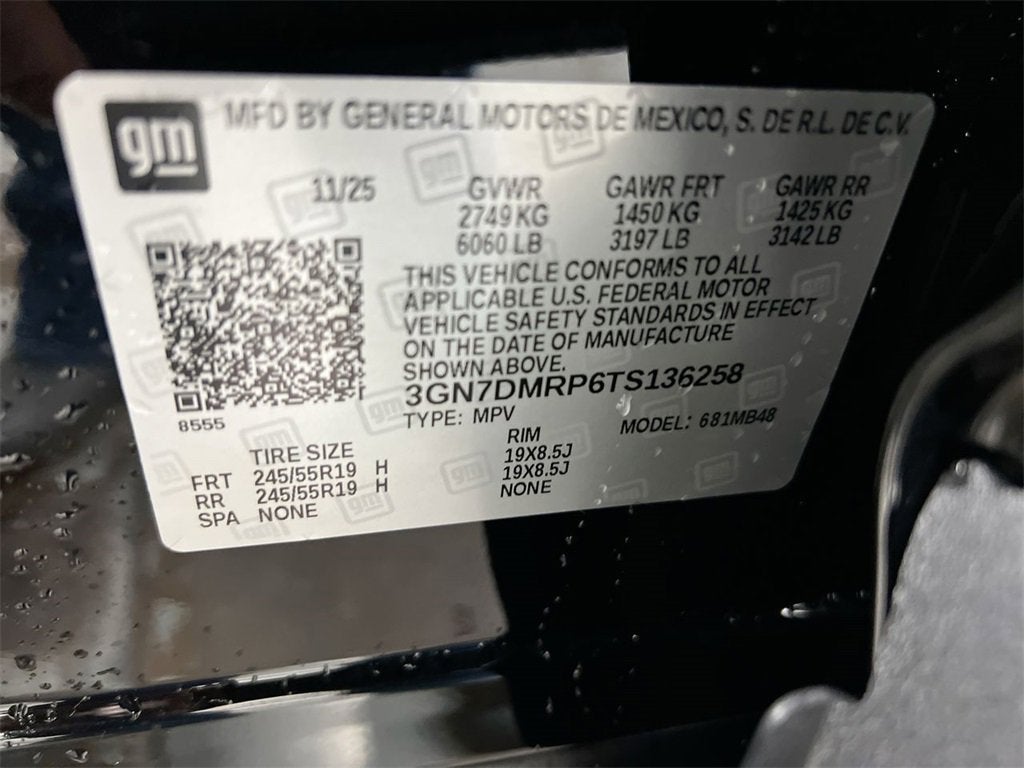 gm MFD BY GENERAL MOTORS DE MEXICO, S. DE R.L. DE C.V.
11/25 GVWR GAWR FRT GAWR RR
2749 KG 1450 KG 1425 KG
6060 LB 3197 LB 3142 LB
THIS VEHICLE CONFORMS TO ALL
APPLICABLE U.S. FEDERAL MOTOR
VEHICLE SAFETY STANDARDS IN EFFECT
ON THE DATE OF MANUFACTURE
SHOWN ABOVE.
3GN7DMRP6TS136258
8555
TYPE: MPV MODEL: 681MB48
TIRE SIZE RIM
FRT 245/55R19 H 19X8.5J
RR 245/55R19 H 19X8.5J
SPA NONE NONE